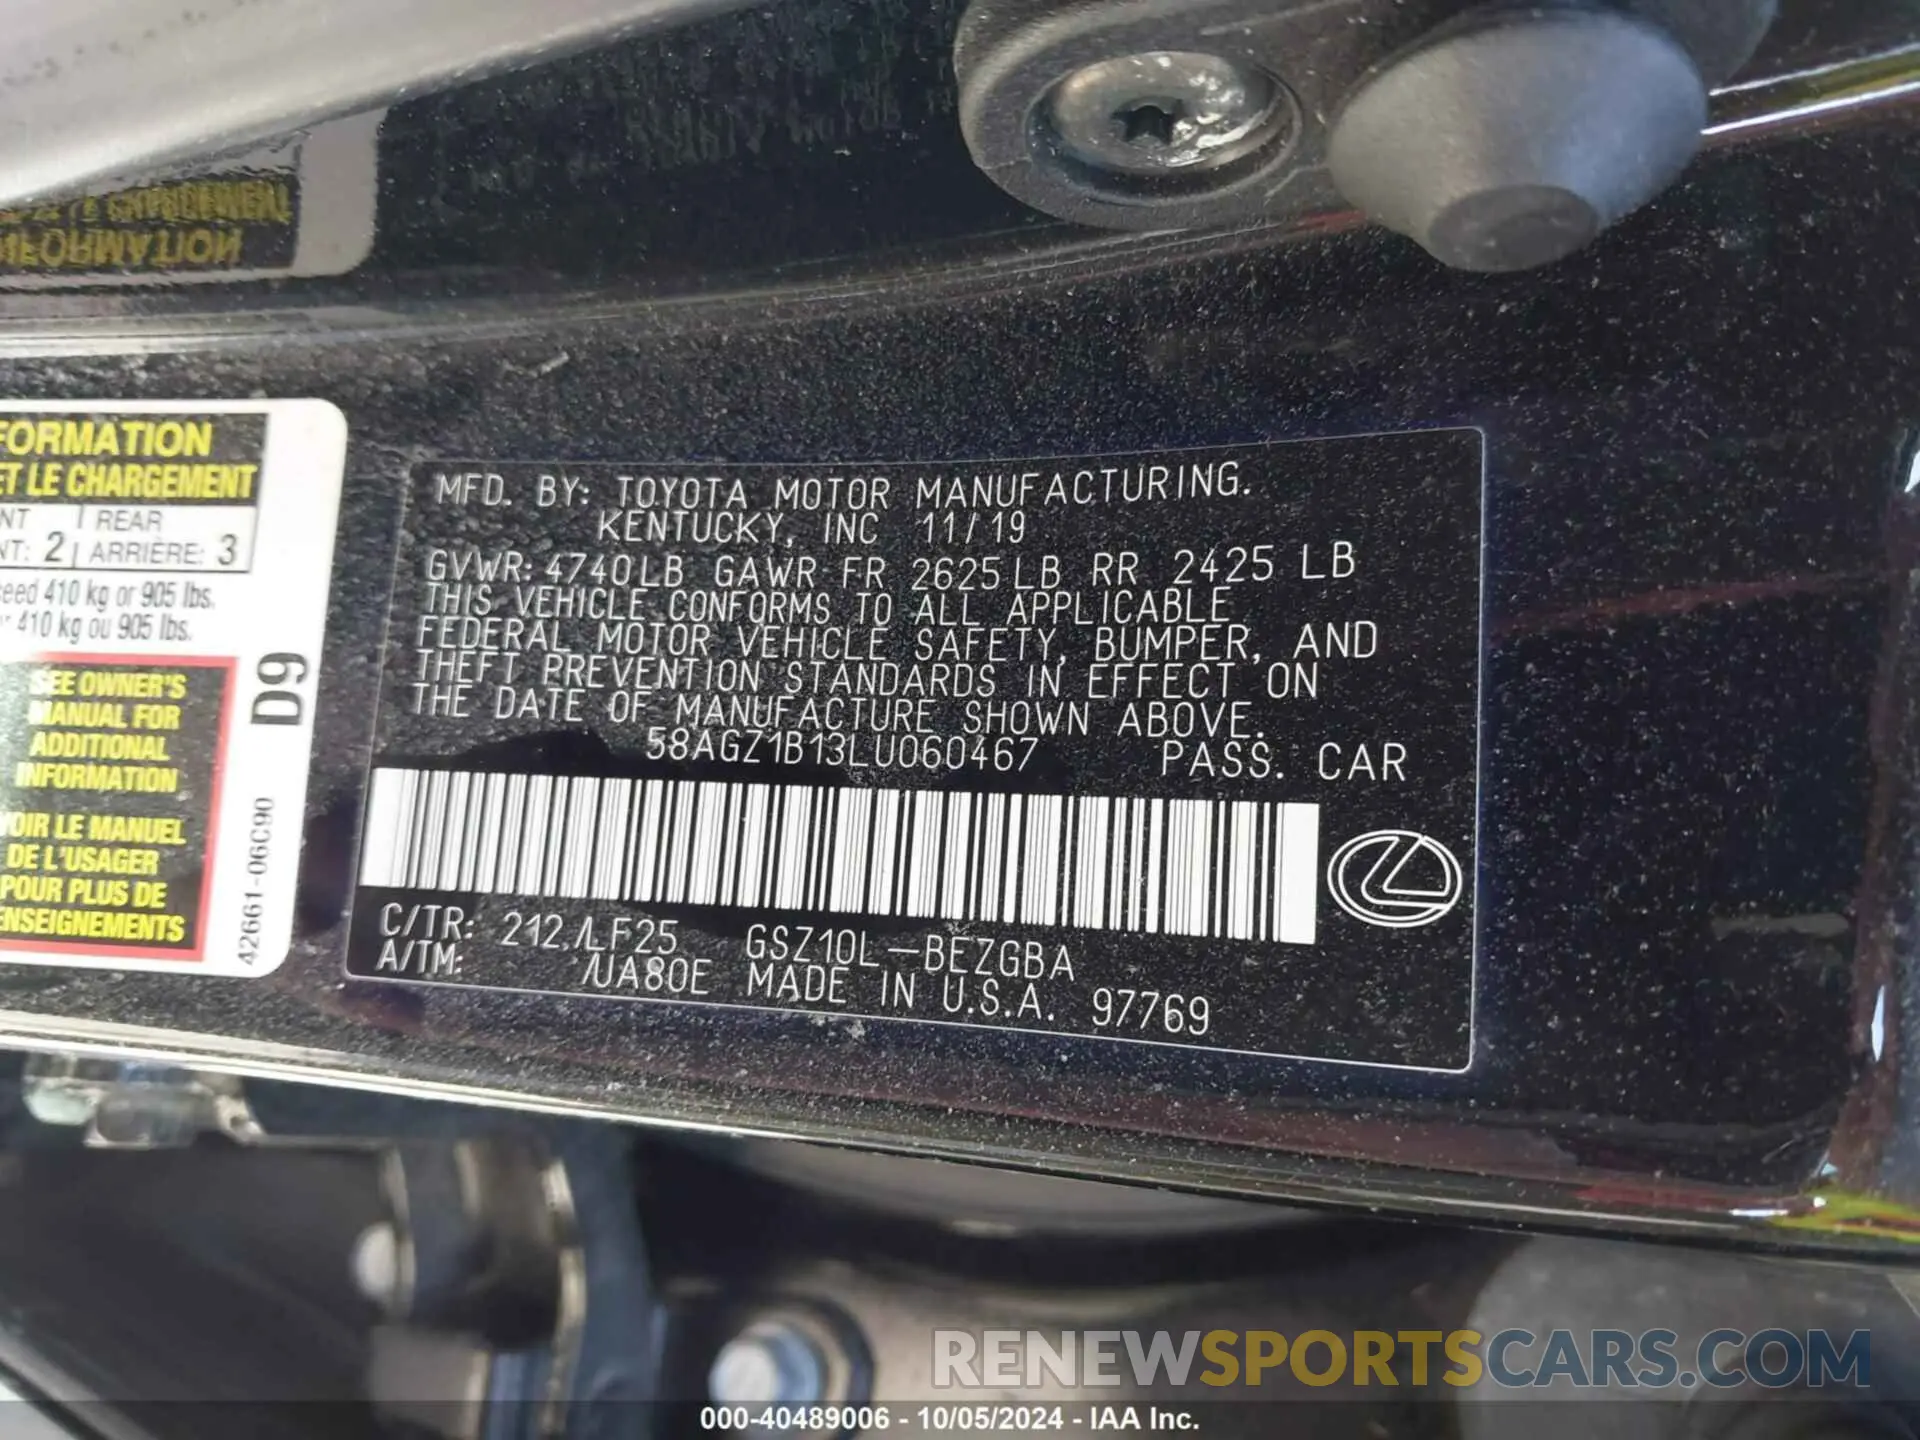 FORMATION
ET LE CHARGEMENT
NT | REAR
NT: 2 | ARRIÈRE: 3
eed 410 kg or 905 lbs.
410 kg ou 905 lbs.
SEE OWNER'S
MANUAL FOR
ADDITIONAL
INFORMATION
VOIR LE MANUEL
DE L'USAGER
POUR PLUS DE
ENSEIGNEMENTS
D9
42661-06C90
MFD. BY: TOYOTA MOTOR MANUFACTURING.
KENTUCKY, INC 11/19
GVWR: 4740LB GAWR FR 2625LB RR 2425 LB
THIS VEHICLE CONFORMS TO ALL APPLICABLE
FEDERAL MOTOR VEHICLE SAFETY, BUMPER, AND
THEFT PREVENTION STANDARDS IN EFFECT ON
THE DATE OF MANUFACTURE SHOWN ABOVE.
58AGZ1B13LU060467 PASS. CAR
C/TR: 212 /LF25 GSZ10L-BEZGBA
A/TM: /UA80E MADE IN U.S.A. 97769
RENEWSPORTSCARS.COM
000-40489006 - 10/05/2024 - IAA Inc.